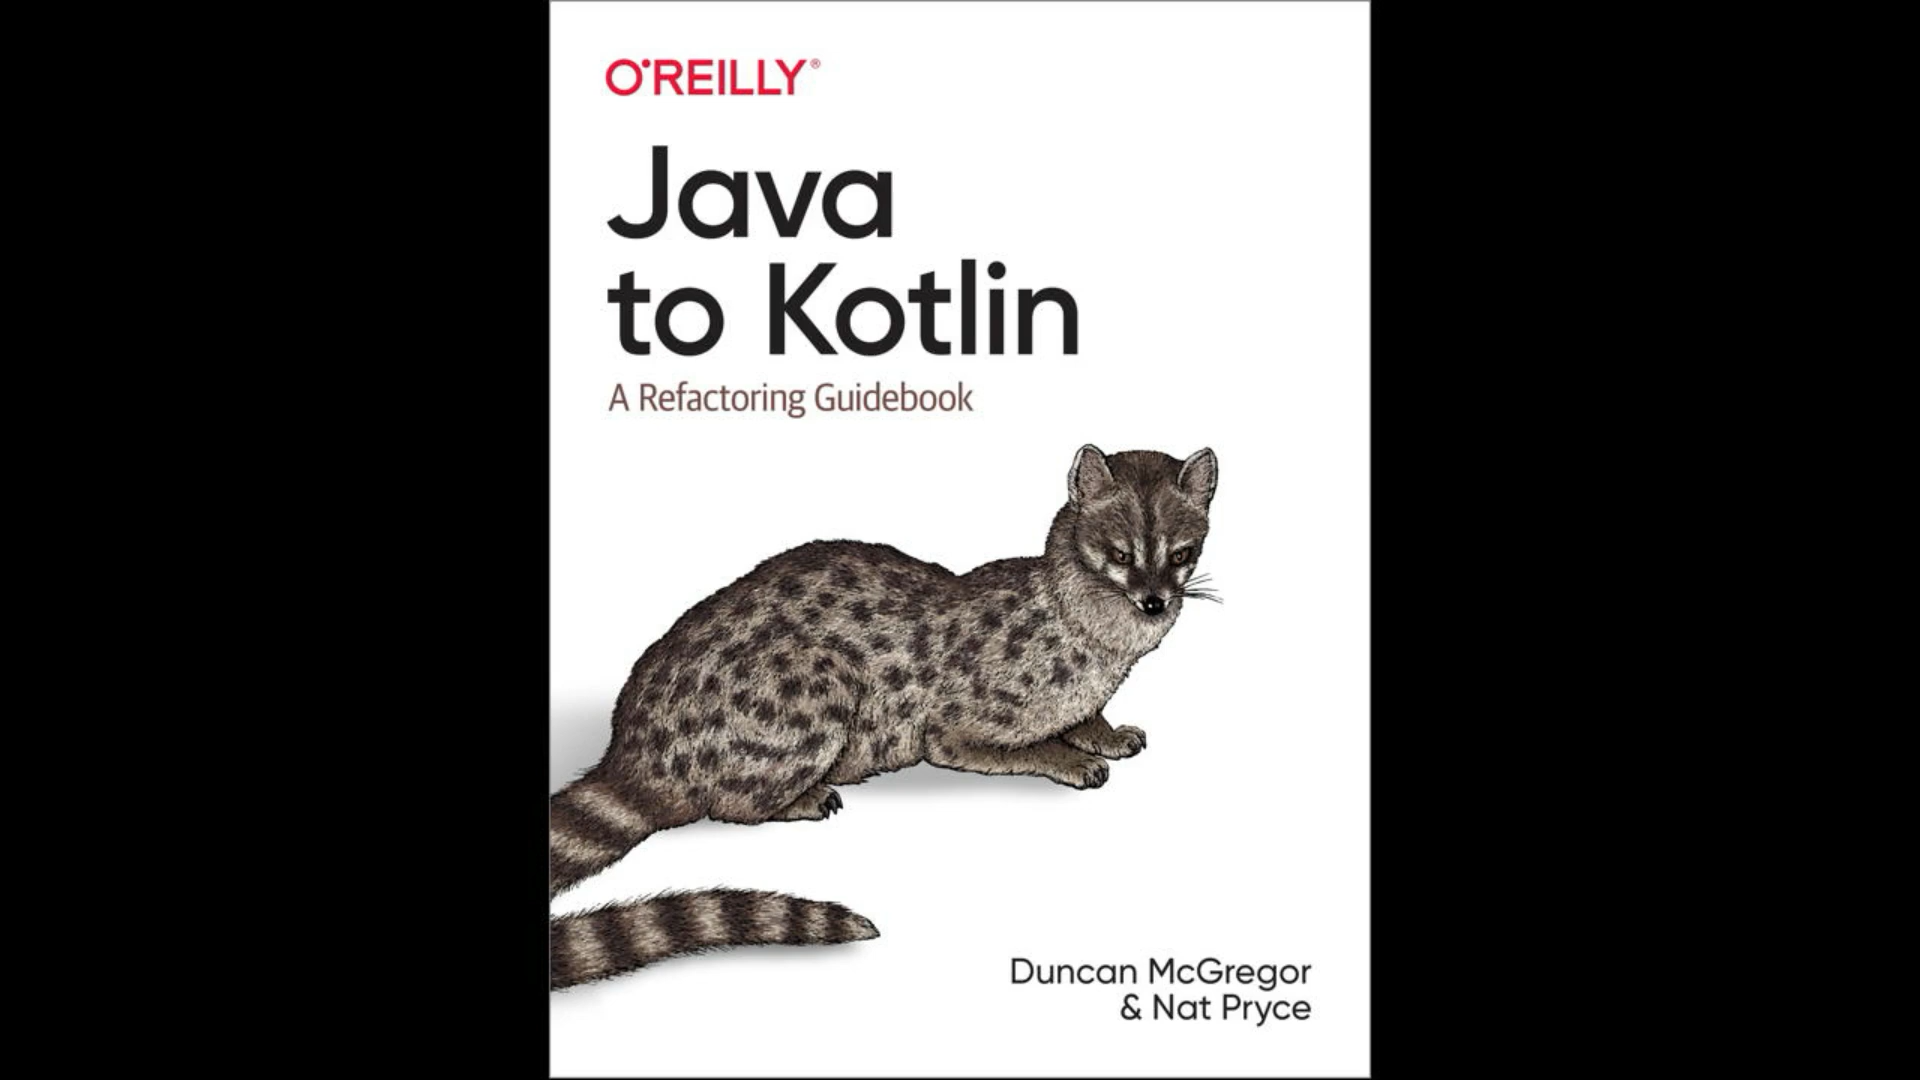 O'REILLY®
Java
to Kotlin
A Refactoring Guidebook
Duncan McGregor
& Nat Pryce